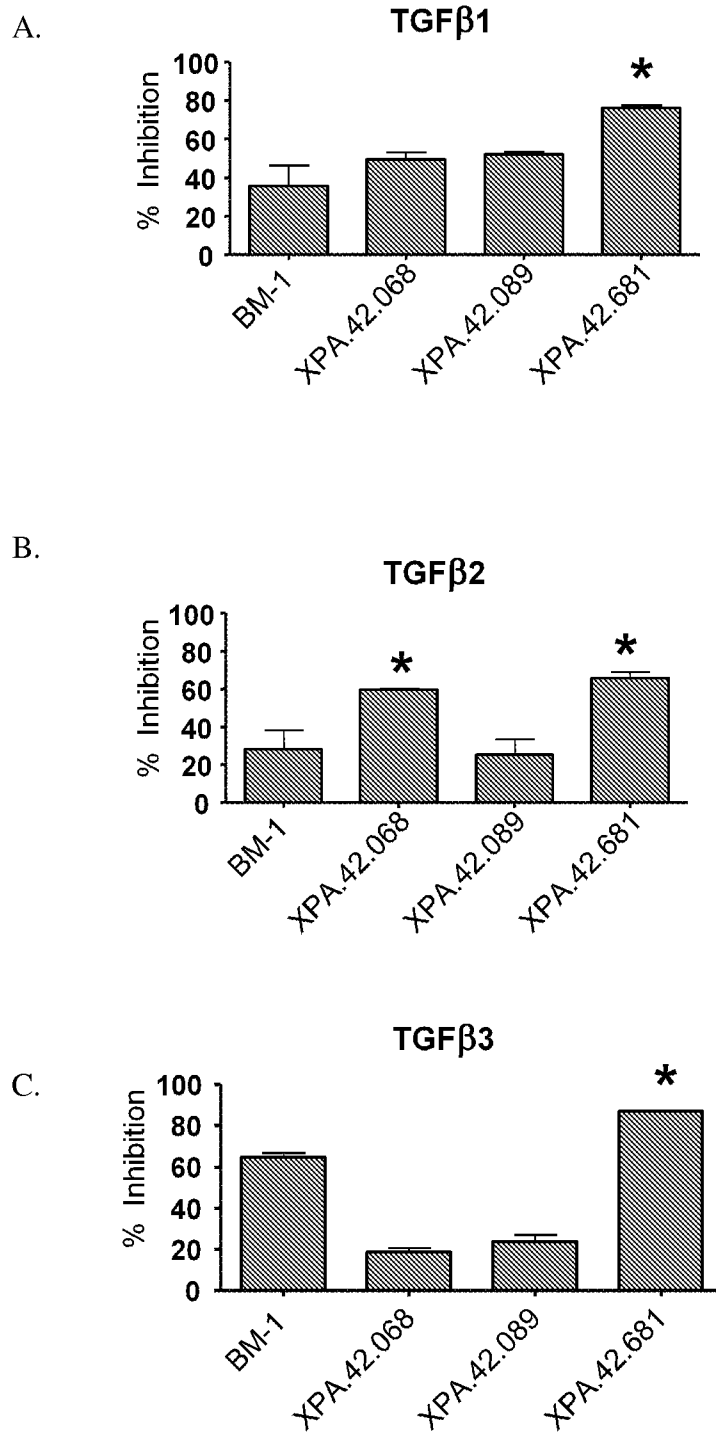 A.
TGFβ1
% Inhibition
100
80
60
40
20
0
*
BM-1
XPA.42.068
XPA.42.089
XPA.42.681
B.
TGFβ2
% Inhibition
100
80
60
40
20
0
*
*
BM-1
XPA.42.068
XPA.42.089
XPA.42.681
C.
TGFβ3
% Inhibition
100
80
60
40
20
0
*
BM-1
XPA.42.068
XPA.42.089
XPA.42.681